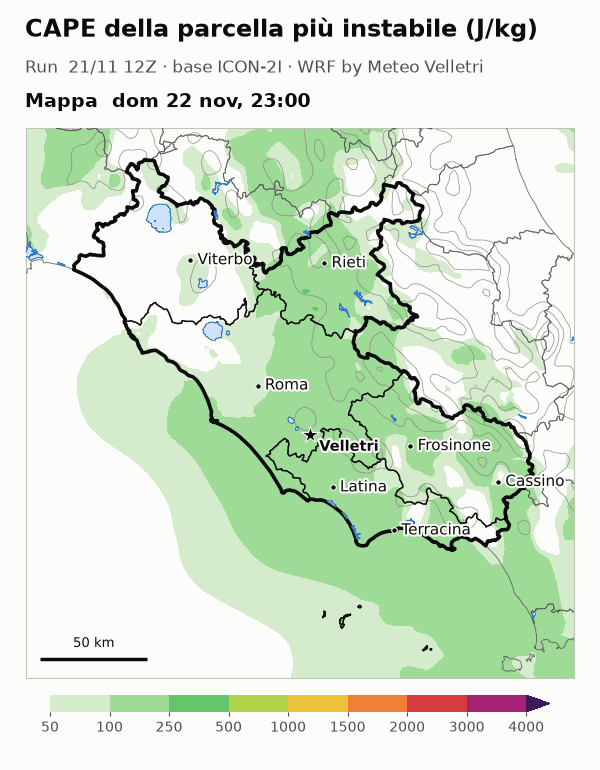 CAPE della parcella più instabile (J/kg)
Run  21/11 12Z · base ICON-2I · WRF by Meteo Velletri
Mappa  dom 22 nov, 23:00
Viterbo
Rieti
Roma
Velletri
Frosinone
Cassino
Latina
Terracina
50 km
50 100 250 500 1000 1500 2000 3000 4000